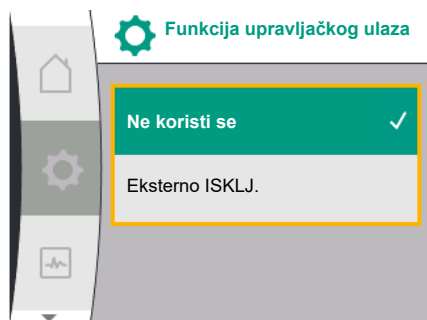 Funkcija upravljačkog ulaza
Ne koristi se
Eksterno ISKLJ.